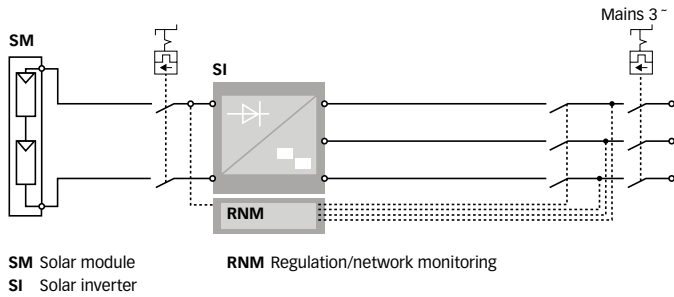 Mains 3~
SM
SI
RNM
SM Solar module
RNM Regulation/network monitoring
SI Solar inverter